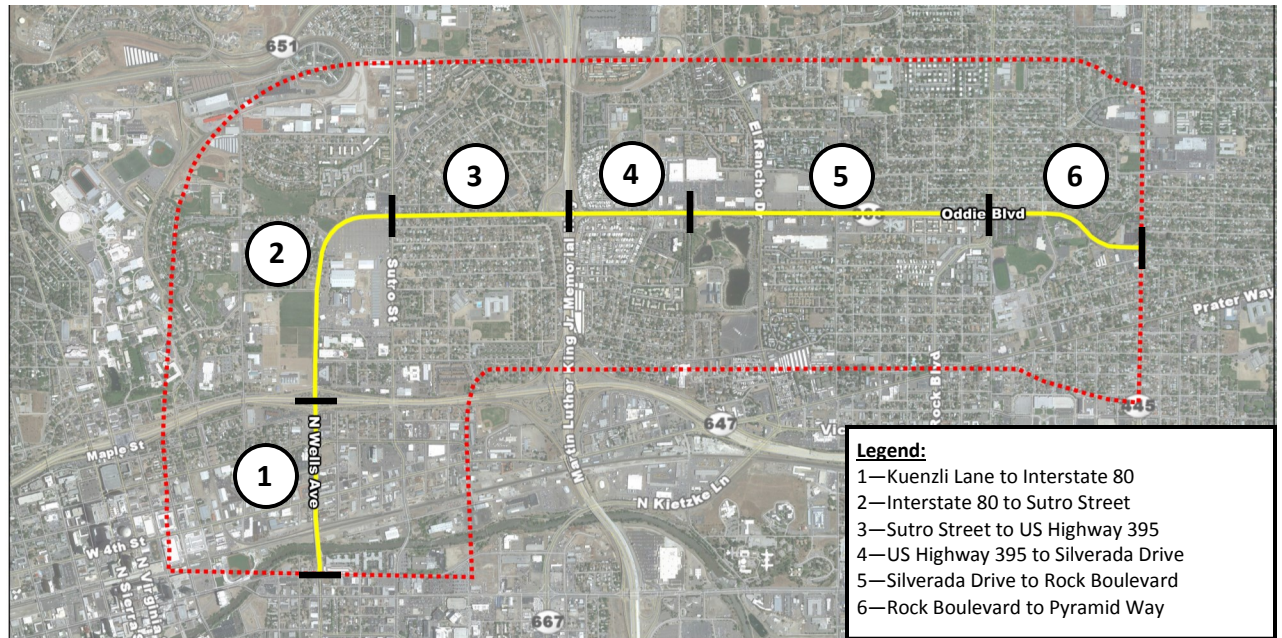 651
3
4
El Rancho Dr
5
6
Oddie Blvd
2
Sutro St
Martin Luther King Jr Memorial
Prater Way
Rock Blvd
445
N Wells Ave
Maple St
647
1
N Kietzke Ln
W 4th St
N Virginia
N Sierra
667
Legend:
1—Kuenzli Lane to Interstate 80
2—Interstate 80 to Sutro Street
3—Sutro Street to US Highway 395
4—US Highway 395 to Silverada Drive
5—Silverada Drive to Rock Boulevard
6—Rock Boulevard to Pyramid Way